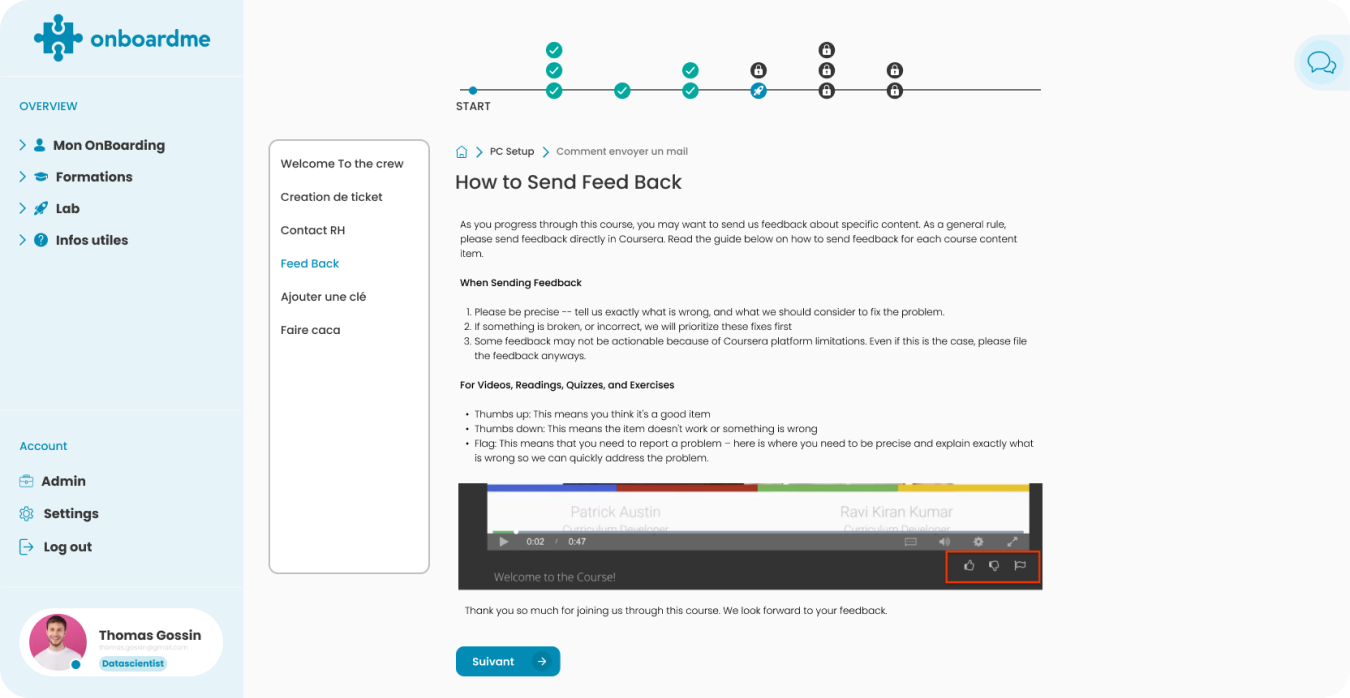 onboardme
OVERVIEW
Mon OnBoarding
Formations
Lab
Infos utiles
Account
Admin
Settings
Log out
Thomas Gossin
thomas.gossin@gmail.com
Datascientist
START
Welcome To the crew
Creation de ticket
Contact RH
Feed Back
Ajouter une clé
Faire caca
PC Setup
Comment envoyer un mail
How to Send Feed Back
As you progress through this course, you may want to send us feedback about specific content. As a general rule,
please send feedback directly in Coursera. Read the guide below on how to send feedback for each course content
item.
When Sending Feedback
1. Please be precise -- tell us exactly what is wrong, and what we should consider to fix the problem.
2. If something is broken, or incorrect, we will prioritize these fixes first
3. Some feedback may not be actionable because of Coursera platform limitations. Even if this is the case, please file
the feedback anyways.
For Videos, Readings, Quizzes, and Exercises
• Thumbs up: This means you think it's a good item
• Thumbs down: This means the item doesn't work or something is wrong
• Flag: This means that you need to report a problem – here is where you need to be precise and explain exactly what
is wrong so we can quickly address the problem.
Patrick Austin
Ravi Kiran Kumar
Curriculum Developer
Curriculum Developer
0:02 / 0:47
Welcome to the Course!
Thank you so much for joining us through this course. We look forward to your feedback.
Suivant